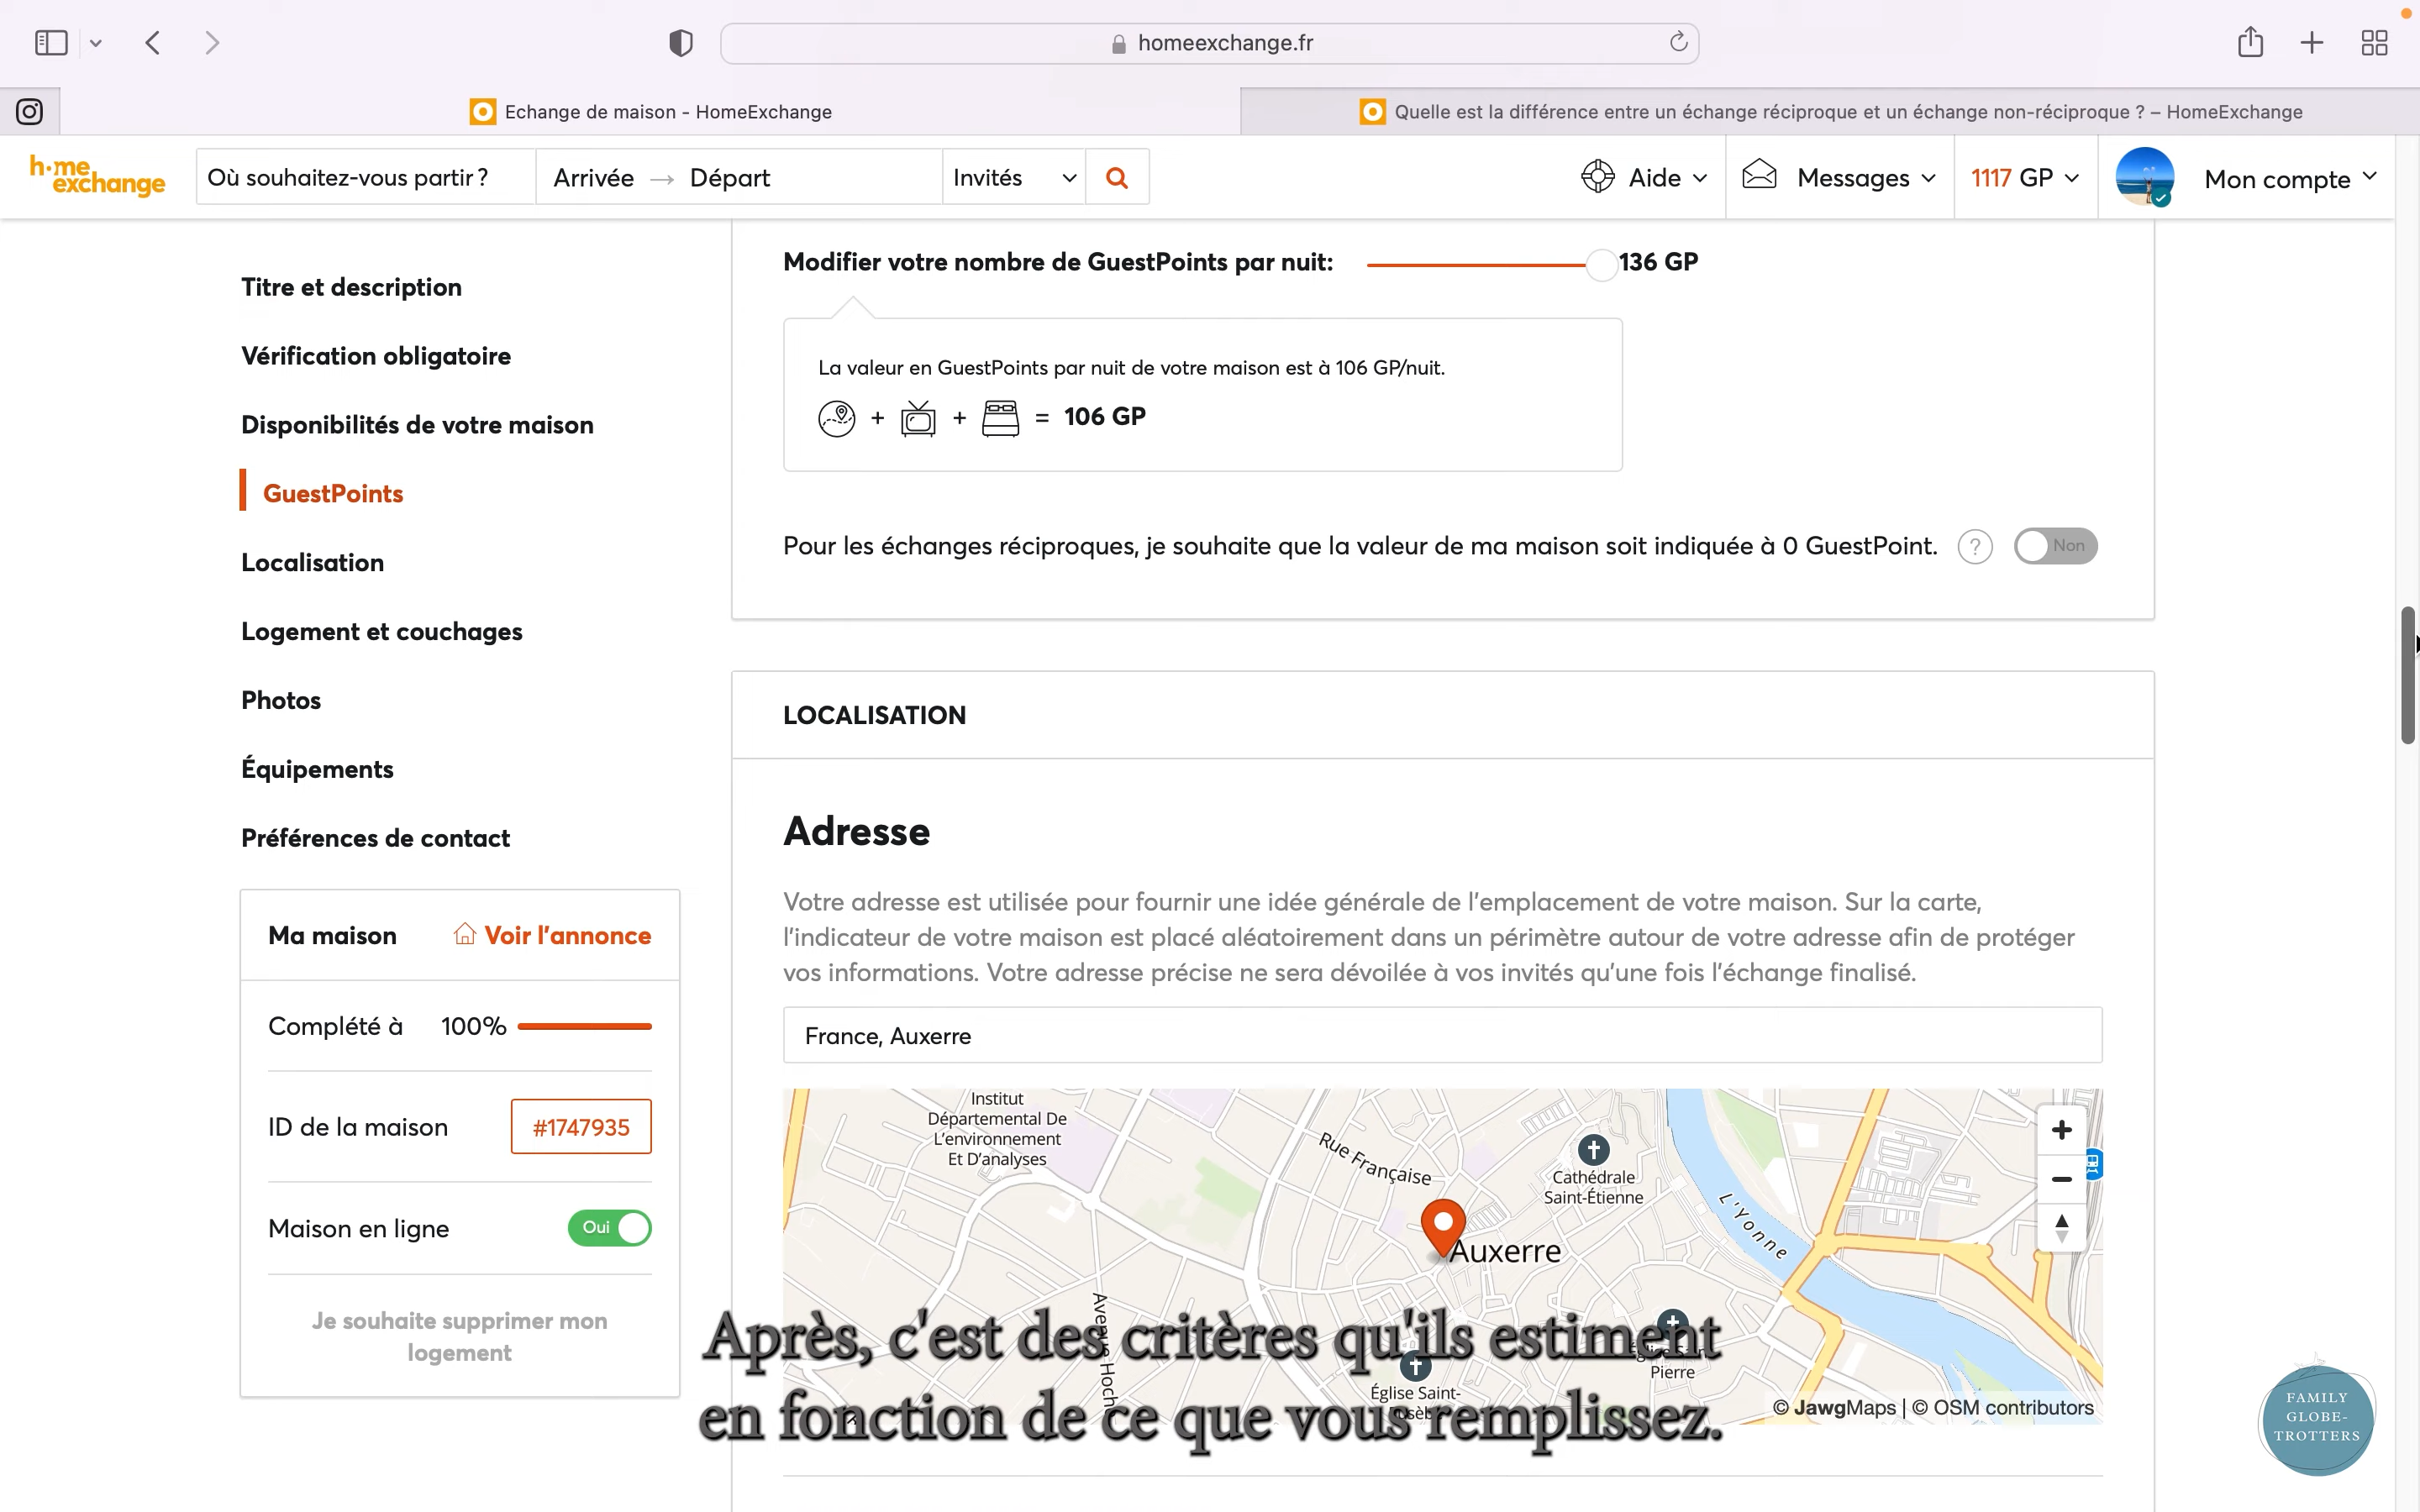 homeexchange.fr
Echange de maison - HomeExchange
Quelle est la différence entre un échange réciproque et un échange non-réciproque ? – HomeExchange
h·me
exchange
Où souhaitez-vous partir ?
Arrivée → Départ
Invités
Aide
Messages
1117 GP
Mon compte
Titre et description
Vérification obligatoire
Disponibilités de votre maison
GuestPoints
Localisation
Logement et couchages
Photos
Équipements
Préférences de contact
Ma maison
Voir l'annonce
Complété à 100%
ID de la maison #1747935
Maison en ligne Oui
Je souhaite supprimer mon
logement
Modifier votre nombre de GuestPoints par nuit: 136 GP
La valeur en GuestPoints par nuit de votre maison est à 106 GP/nuit.
+ + = 106 GP
Pour les échanges réciproques, je souhaite que la valeur de ma maison soit indiquée à 0 GuestPoint. ? Non
LOCALISATION
Adresse
Votre adresse est utilisée pour fournir une idée générale de l'emplacement de votre maison. Sur la carte,
l'indicateur de votre maison est placé aléatoirement dans un périmètre autour de votre adresse afin de protéger
vos informations. Votre adresse précise ne sera dévoilée à vos invités qu'une fois l'échange finalisé.
France, Auxerre
Institut
Départemental De
L'environnement
Et D'analyses
Rue Française
Cathédrale
Saint-Étienne
L'Yonne
Auxerre
Pierre
Église Saint-
© JawgMaps | © OSM contributors
Après, c'est des critères qu'ils estiment
en fonction de ce que vous remplissez.
FAMILY
GLOBE-
TROTTERS